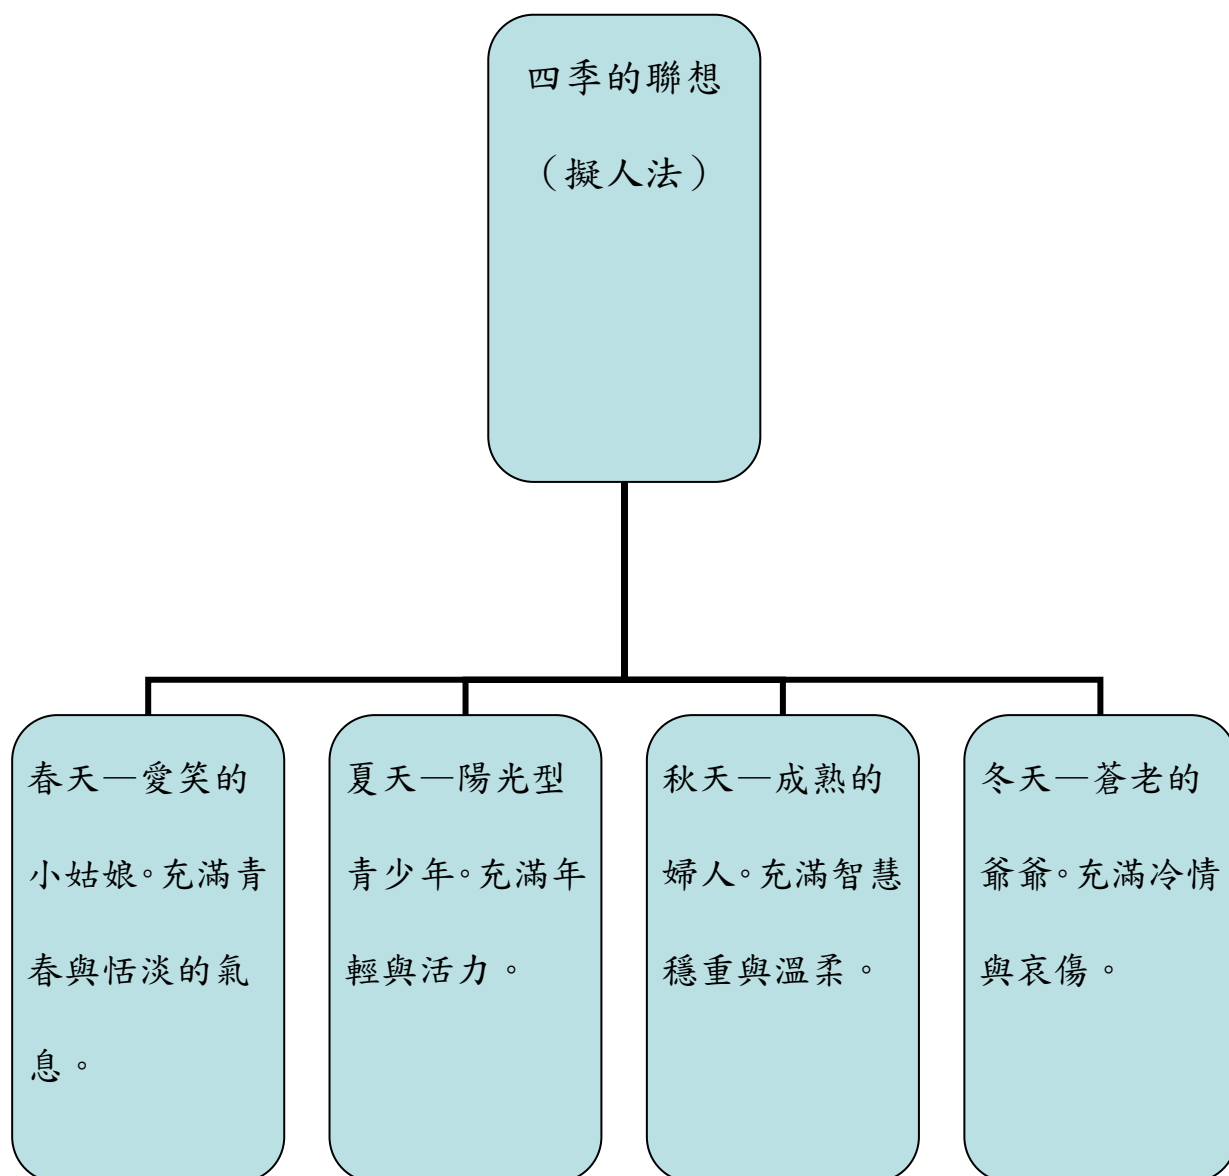 四季的聯想
（擬人法）
春天—愛笑的
小姑娘。充滿青
春與恬淡的氣
息。
夏天—陽光型
青少年。充滿年
輕與活力。
秋天—成熟的
婦人。充滿智慧
穩重與溫柔。
冬天—蒼老的
爺爺。充滿冷情
與哀傷。